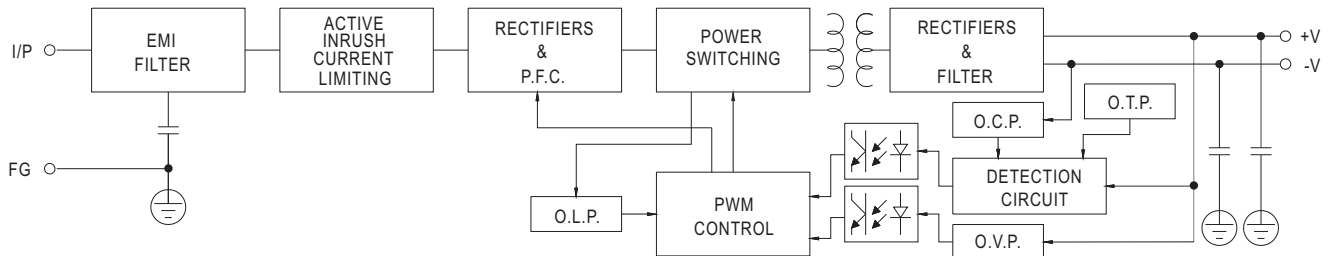 I/P
EMI
FILTER
ACTIVE
INRUSH
CURRENT
LIMITING
RECTIFIERS
&
P.F.C.
POWER
SWITCHING
RECTIFIERS
&
FILTER
+V
-V
O.T.P.
O.C.P.
FG
O.L.P.
PWM
CONTROL
DETECTION
CIRCUIT
O.V.P.